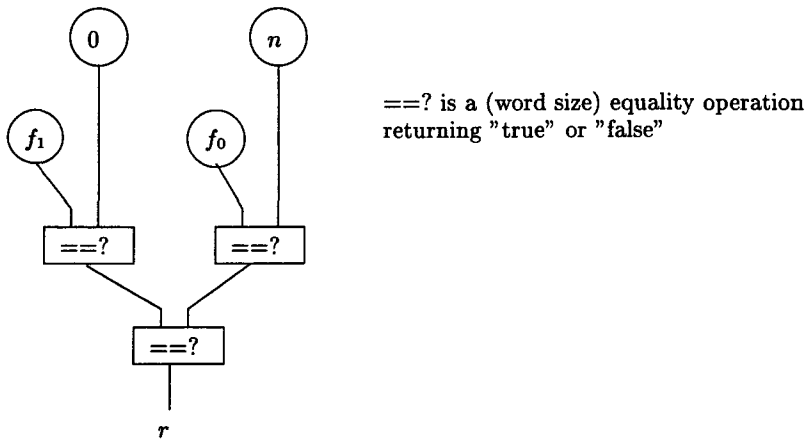 0
n
==? is a (word size) equality operation
returning "true" or "false"
f₁
f₀
==?
==?
==?
r